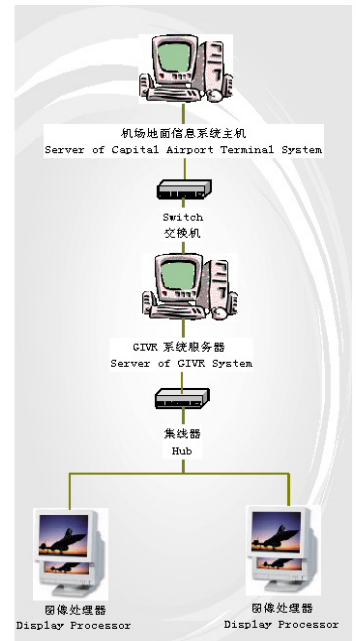 机场地面信息系统主机
Server of Capital Airport Terminal System
Switch
交换机
GIVR 系统服务器
Server of GIVR System
集线器
Hub
图像处理器
Display Processor
图像处理器
Display Processor